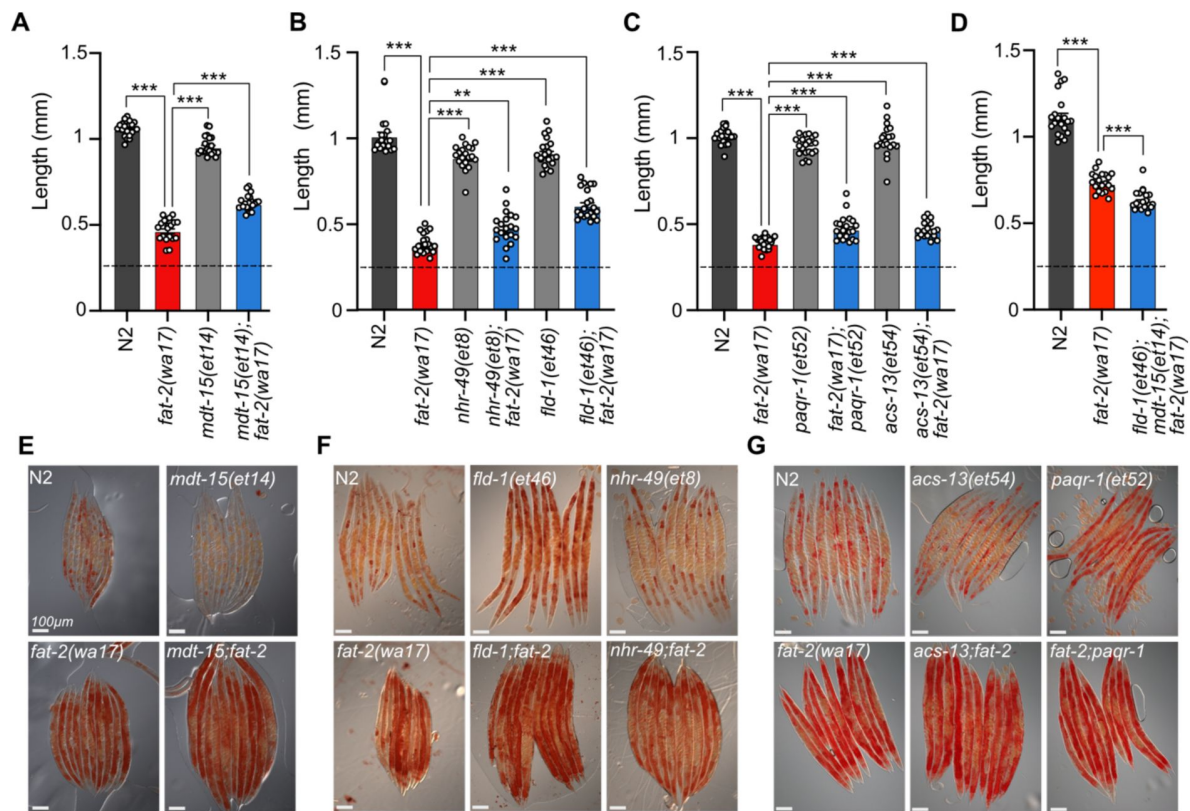 A
Length (mm)
1.5
1
0.5
0
***
***
***
N2
fat-2(wa17)
mdt-15(et14)
mdt-15(et14);
fat-2(wa17)
B
Length (mm)
1.5
1
0.5
0
***
***
***
**
***
N2
fat-2(wa17)
nhr-49(et8)
nhr-49(et8);
fat-2(wa17)
fld-1(et46)
fld-1(et46);
fat-2(wa17)
C
Length (mm)
1.5
1
0.5
0
***
***
***
***
***
N2
fat-2(wa17)
paqr-1(et52)
fat-2(wa17);
paqr-1(et52)
acs-13(et54)
acs-13(et54);
fat-2(wa17)
D
Length (mm)
1.5
1.0
0.5
0
***
***
N2
fat-2(wa17)
fld-1(et46);
mdt-15(et14);
fat-2(wa17)
E
N2
mdt-15(et14)
100µm
fat-2(wa17)
mdt-15;fat-2
F
N2
fld-1(et46)
nhr-49(et8)
fat-2(wa17)
fld-1;fat-2
nhr-49;fat-2
G
N2
acs-13(et54)
paqr-1(et52)
fat-2(wa17)
acs-13;fat-2
fat-2;paqr-1